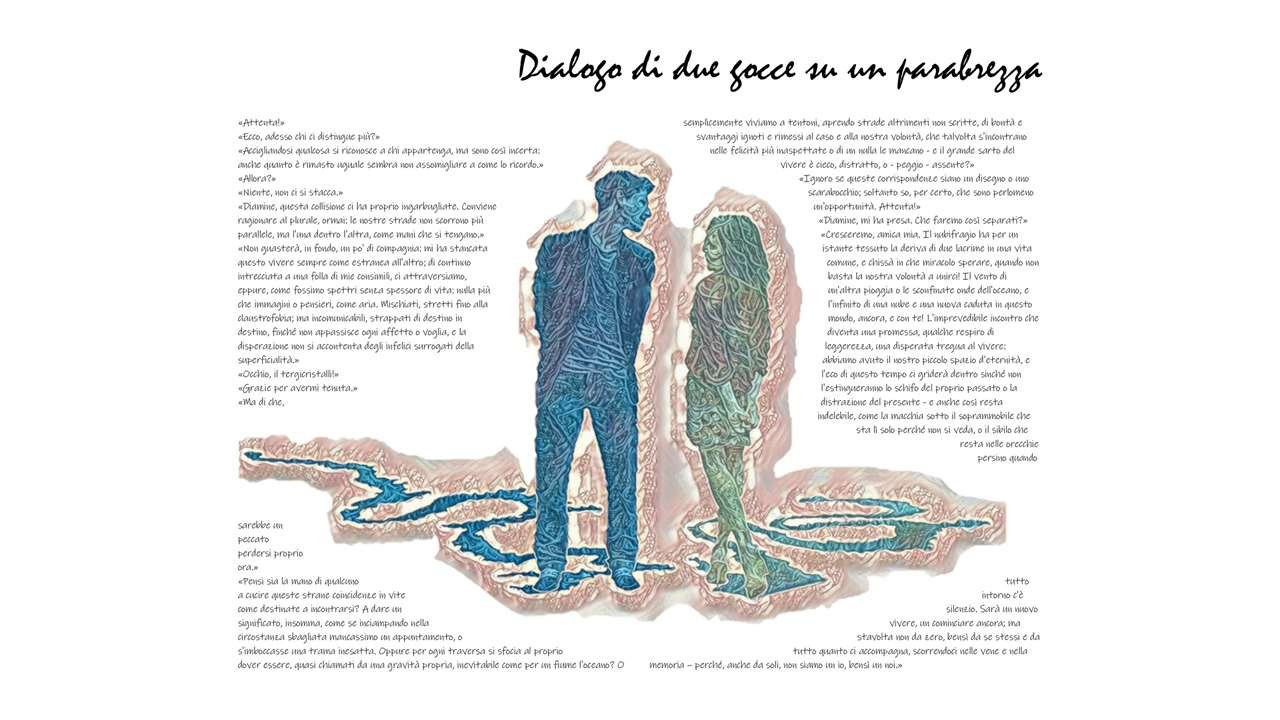 Dialogo di due gocce su un parabrezza
«Attenta!»
«Ecco, adesso chi ci distingue più?»
«Accigliandosi qualcosa si riconosce a chi appartenga, ma sono così incerta:
anche quanto è rimasto uguale sembra non assomigliare a come lo ricordo.»
«Allora?»
«Niente, non ci si stacca.»
«Diamine, questa collisione ci ha proprio ingarbugliate. Conviene
ragionare al plurale, ormai: le nostre strade non scorrono più
parallele, ma l'una dentro l'altra, come mani che si tengano.»
«Non guasterà, in fondo, un po' di compagnia: mi ha stancata
questo vivere sempre come estranea all'altro; di continuo
intrecciata a una folla di mie consimili, ci attraversiamo,
eppure, come fossimo spettri senza spessore di vita: nulla più
che immagini o pensieri, come aria. Mischiati, stretti fino alla
claustrofobia; ma incomunicabili, strappati di destino in
destino, finché non appassisce ogni affetto o voglia, e la
disperazione non si accontenta degli infelici surrogati della
superficialità.»
«Occhio, il tergicristalli!»
«Grazie per avermi tenuta.»
«Ma di che,
sarebbe un
peccato
perdersi proprio
ora.»
«Pensi sia la mano di qualcuno
a cucire queste strane coincidenze in vite
come destinate a incontrarsi? A dare un
significato, insomma, come se inciampando nella
circostanza sbagliata mancassimo un appuntamento, o
s'imboccasse una trama inesatta. Oppure per ogni traversa si sfocia al proprio
dover essere, quasi chiamati da una gravità propria, inevitabile come per un fiume l'oceano? O
semplicemente viviamo a tentoni, aprendo strade altrimenti non scritte, di bontà e
svantaggi ignoti e rimessi al caso e alla nostra volontà, che talvolta s'incontrano
nelle felicità più inaspettate o di un nulla le mancano - e il grande sarto del
vivere è cieco, distratto, o - peggio - assente?»
«Ignoro se queste corrispondenze siano un disegno o uno
scarabocchio; soltanto so, per certo, che sono perlomeno
un'opportunità. Attenta!»
«Diamine, mi ha presa. Che faremo così separati?»
«Cresceremo, amica mia. Il nubifragio ha per un
istante tessuto la deriva di due lacrime in una vita
comune, e chissà in che miracolo sperare, quando non
basta la nostra volontà a unirci! Il vento di
un'altra pioggia o le sconfinate onde dell'oceano, e
l'infinito di una nube e una nuova caduta in questo
mondo, ancora, e con te! L'imprevedibile incontro che
diventa una promessa, qualche respiro di
leggerezza, una disperata tregua al vivere:
abbiamo avuto il nostro piccolo spazio d'eternità, e
l'eco di questo tempo ci griderà dentro sinché non
l'estingueranno lo schifo del proprio passato o la
distrazione del presente - e anche così resta
indelebile, come la macchia sotto il soprammobile che
sta lì solo perché non si veda, o il sibilo che
resta nelle orecchie
persino quando
tutto
intorno c'è
silenzio. Sarà un nuovo
vivere, un cominciare ancora; ma
stavolta non da zero, bensì da se stessi e da
tutto quanto ci accompagna, scorrendoci nelle vene e nella
memoria – perché, anche da soli, non siamo un io, bensì un noi.»